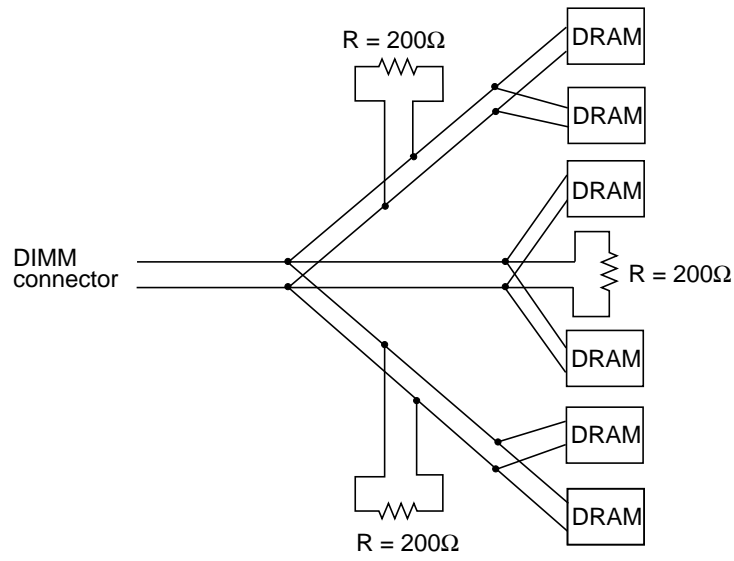 DRAM
R = 200Ω
DRAM
DRAM
DIMM
connector
R = 200Ω
DRAM
DRAM
DRAM
R = 200Ω